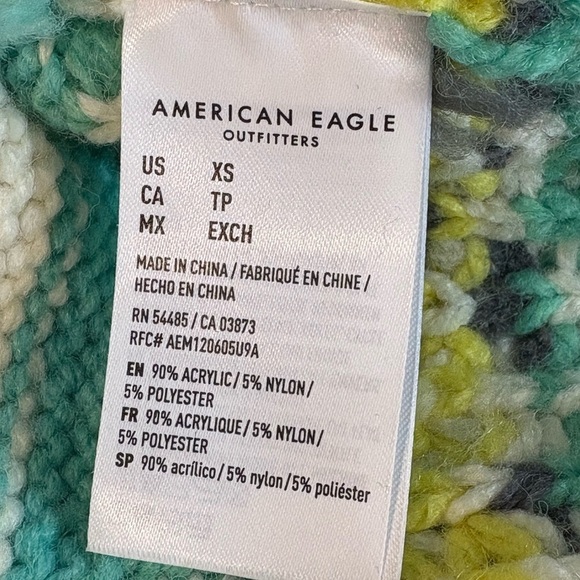 AMERICAN EAGLE
OUTFITTERS
US XS
CA TP
MX EXCH
MADE IN CHINA / FABRIQUÉ EN CHINE /
HECHO EN CHINA
RN 54485 / CA 03873
RFC# AEM120605U9A
EN 90% ACRYLIC / 5% NYLON /
5% POLYESTER
FR 90% ACRYLIQUE / 5% NYLON /
5% POLYESTER
SP 90% acrílico / 5% nylon / 5% poliéster